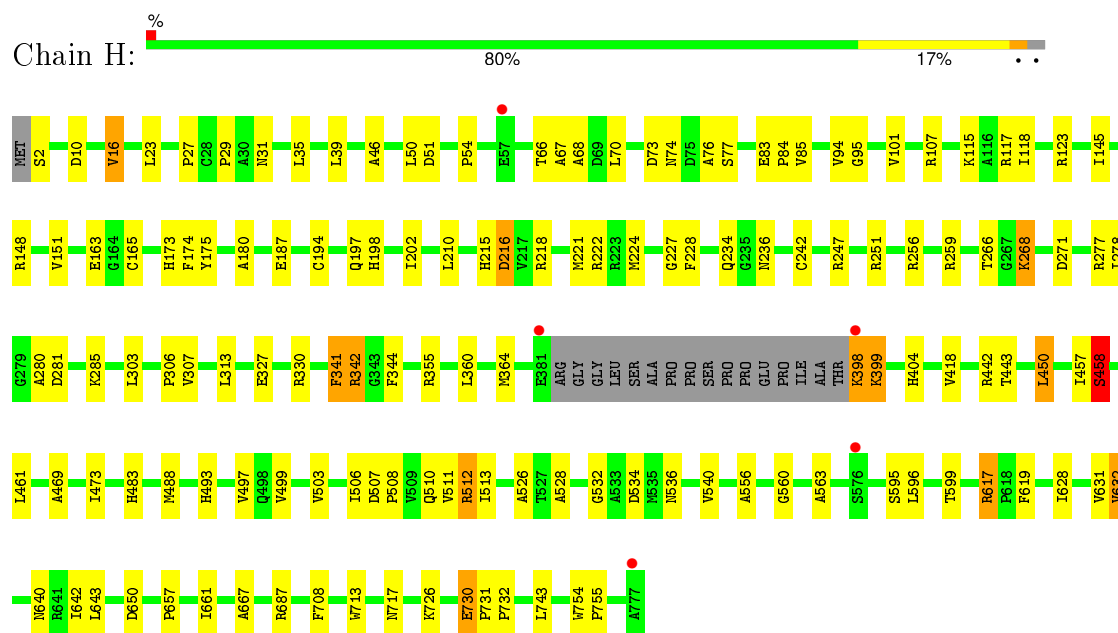 %
Chain H:
80% 17% • •
MET S2 D10 V16 L23 P27 C28 P29 A30 N31 L35 L39 A46 L50 D51 P54 E57 T66 A67 A68 D69 L70 D73 N74 D75 A76 S77 E83 P84 V85 V94 G95 V101 R107 K115 A116 R117 I118 R123 I145
R148 V151 E163 G164 C165 H173 F174 Y175 A180 E187 C194 Q197 H198 I202 L210 H215 D216 V217 R218 M221 R222 R223 M224 G227 F228 Q234 G235 N236 C242 R247 R251 R256 R259 T266 G267 K268 D271 R277 I278
G279 A280 D281 K285 L303 P306 V307 L313 E327 R330 F341 R342 G343 F344 R355 L360 M364 E381 ARG GLY GLY LEU SER ALA PRO PRO SER PRO PRO GLU PRO ILE ALA THR K398 K399 H404 V418 R442 T443 L450 I457 S458
L461 A469 I473 H483 M488 H493 V497 Q498 V499 V503 I506 D507 P508 V509 Q510 V511 R512 I513 A526 T527 A528 G532 A533 D534 M535 N536 V540 A556 G560 A563 S576 S595 L596 T599 R617 P618 F619 I628 V631
N640 R641 I642 L643 D650 P657 I661 A667 R687 F708 W713 N717 K726 E730 P731 P732 L743 W754 P755 A777